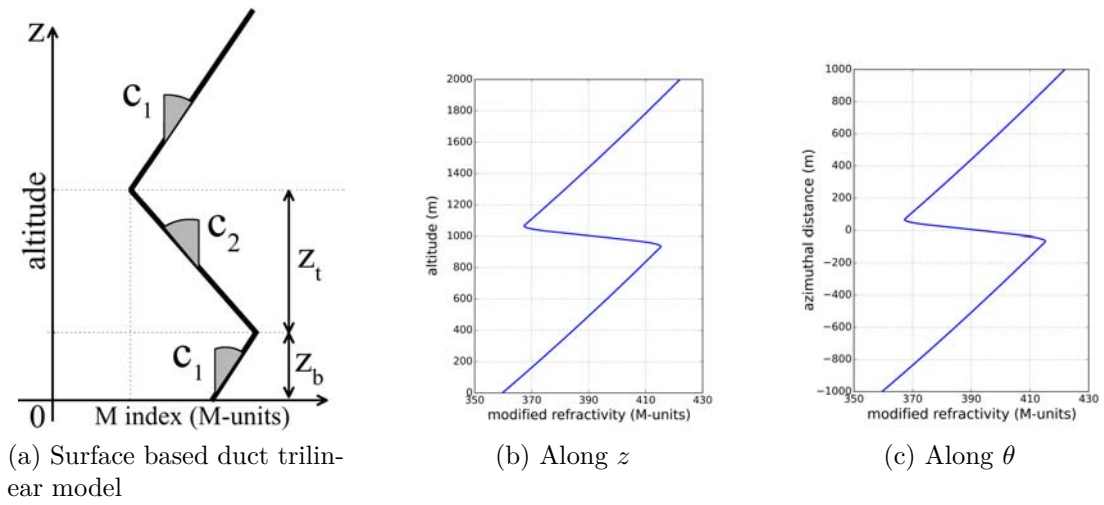 z
c1
c2
zt
c1
zb
altitude
0
M index (M-units)
(a) Surface based duct trilin-
ear model
2000
1800
1600
1400
1200
1000
800
600
400
200
0
altitude (m)
350 370 390 410 430
modified refractivity (M-units)
(b) Along z
1000
800
600
400
200
0
−200
−400
−600
−800
−1000
azimuthal distance (m)
350 370 390 410 430
modified refractivity (M-units)
(c) Along θ